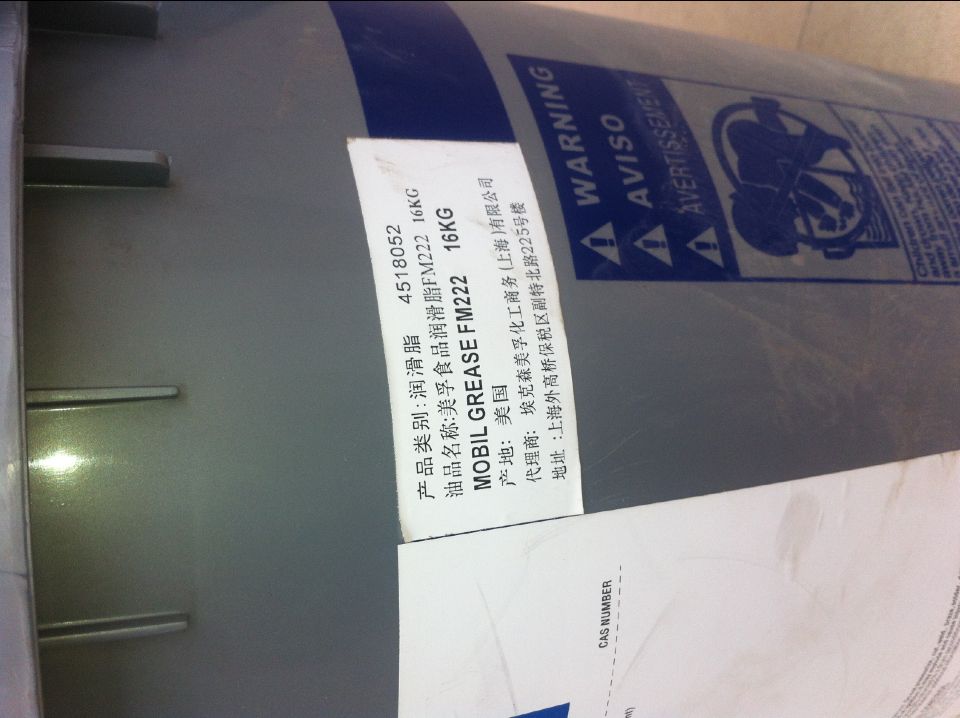 产品类别:润滑脂 4518052
油品名称:美孚食品润滑脂FM222 16KG
MOBIL GREASE FM222 16KG
产地: 美国
代理商: 埃克森美孚化工商务(上海)有限公司
地址:上海外高桥保税区副特北路225号楼
WARNING
AVISO
AVERTISSEMENT
CAS NUMBER